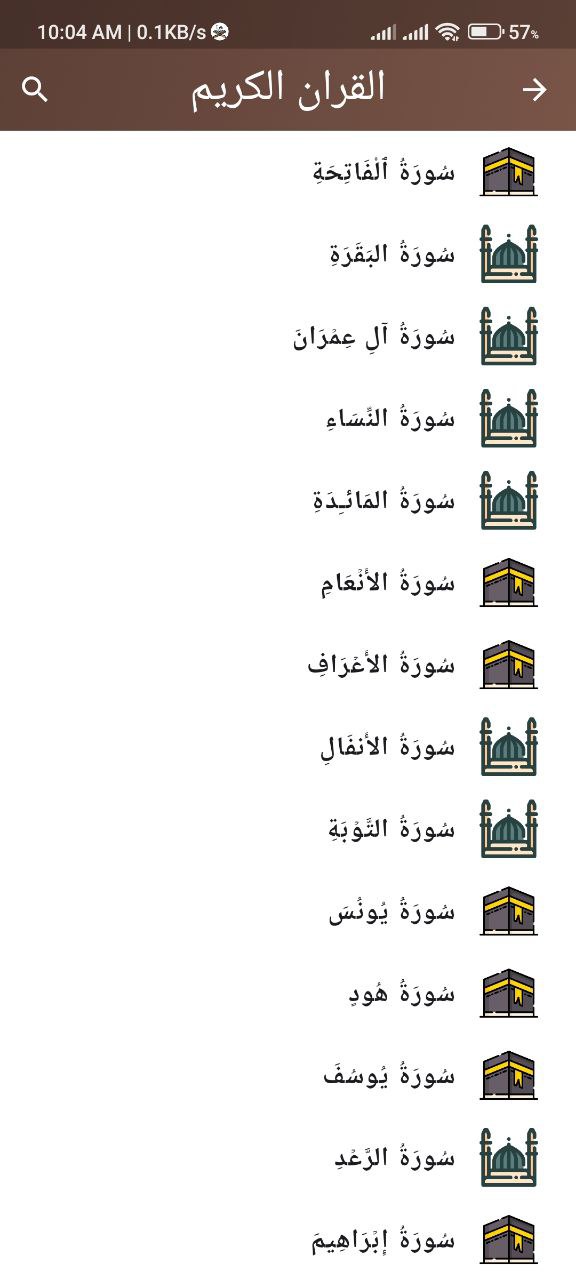 10:04 AM | 0.1KB/s 57%
القران الكريم
سُورَةُ ٱلْفَاتِحَةِ
سُورَةُ البَقَرَةِ
سُورَةُ آلِ عِمۡرَانَ
سُورَةُ النِّسَاءِ
سُورَةُ المَائـِدَةِ
سُورَةُ الأَنۡعَامِ
سُورَةُ الأَعۡرَافِ
سُورَةُ الأَنفَالِ
سُورَةُ التَّوۡبَةِ
سُورَةُ يُونُسَ
سُورَةُ هُودٍ
سُورَةُ يُوسُفَ
سُورَةُ الرَّعۡدِ
سُورَةُ إِبۡرَاهِيمَ